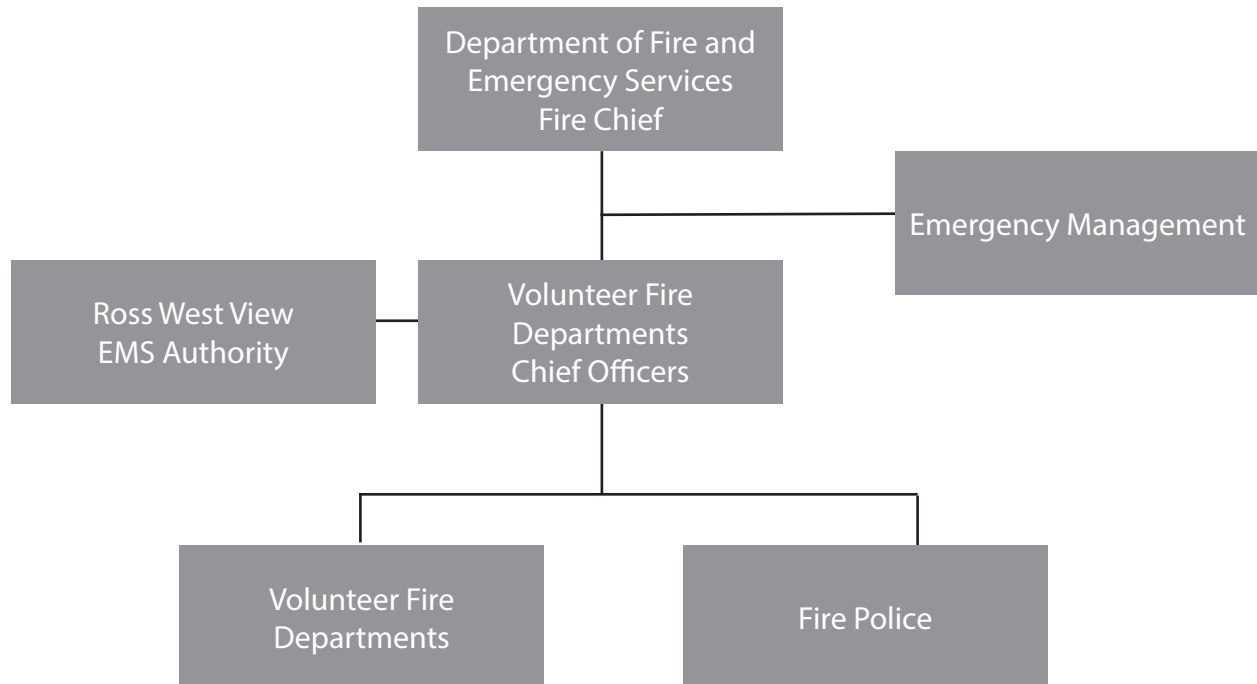 Department of Fire and
Emergency Services
Fire Chief
Emergency Management
Ross West View
EMS Authority
Volunteer Fire
Departments
Chief Officers
Volunteer Fire
Departments
Fire Police